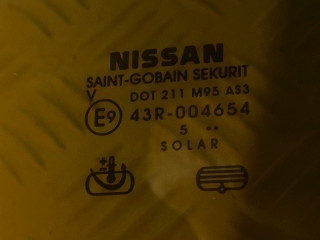 NISSAN
SAINT-GOBAIN SEKURIT
V
DOT 211 M95 AS3
E9 43R-004654
5 ••
SOLAR